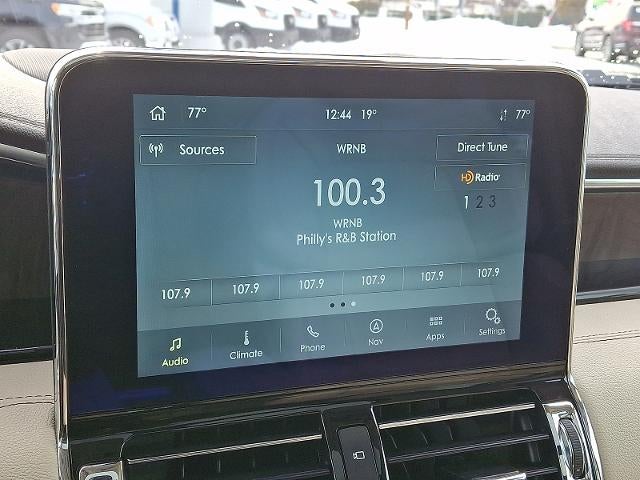 77° 12:44 19° 77°
Sources WRNB Direct Tune
HD Radio
100.3
1 2 3
WRNB
Philly's R&B Station
107.9 107.9 107.9 107.9 107.9 107.9
Audio Climate Phone Nav Apps Settings